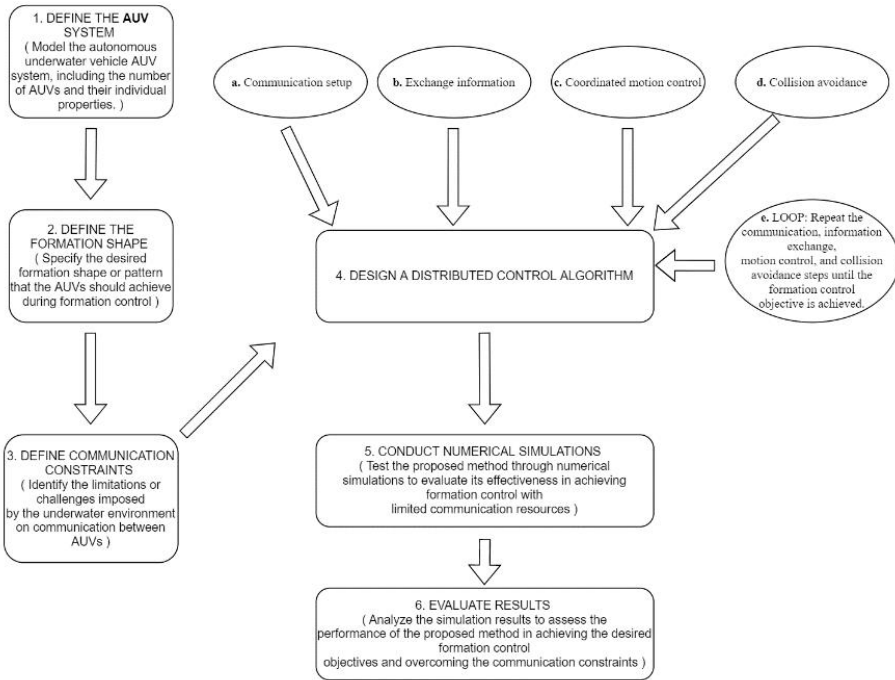 1. DEFINE THE AUV
SYSTEM
( Model the autonomous
underwater vehicle AUV
system, including the number
of AUVs and their individual
properties. )
a. Communication setup
b. Exchange information
c. Coordinated motion control
d. Collision avoidance
2. DEFINE THE
FORMATION SHAPE
( Specify the desired
formation shape or pattern
that the AUVs should achieve
during formation control )
e. LOOP: Repeat the
communication, information
exchange,
motion control, and collision
avoidance steps until the
formation control
objective is achieved.
4. DESIGN A DISTRIBUTED CONTROL ALGORITHM
3. DEFINE COMMUNICATION
CONSTRAINTS
( Identify the limitations or
challenges imposed
by the underwater environment
on communication between
AUVs )
5. CONDUCT NUMERICAL SIMULATIONS
( Test the proposed method through numerical
simulations to evaluate its effectiveness in achieving
formation control with
limited communication resources )
6. EVALUATE RESULTS
( Analyze the simulation results to assess the
performance of the proposed method in achieving the desired
formation control
objectives and overcoming the communication constraints )